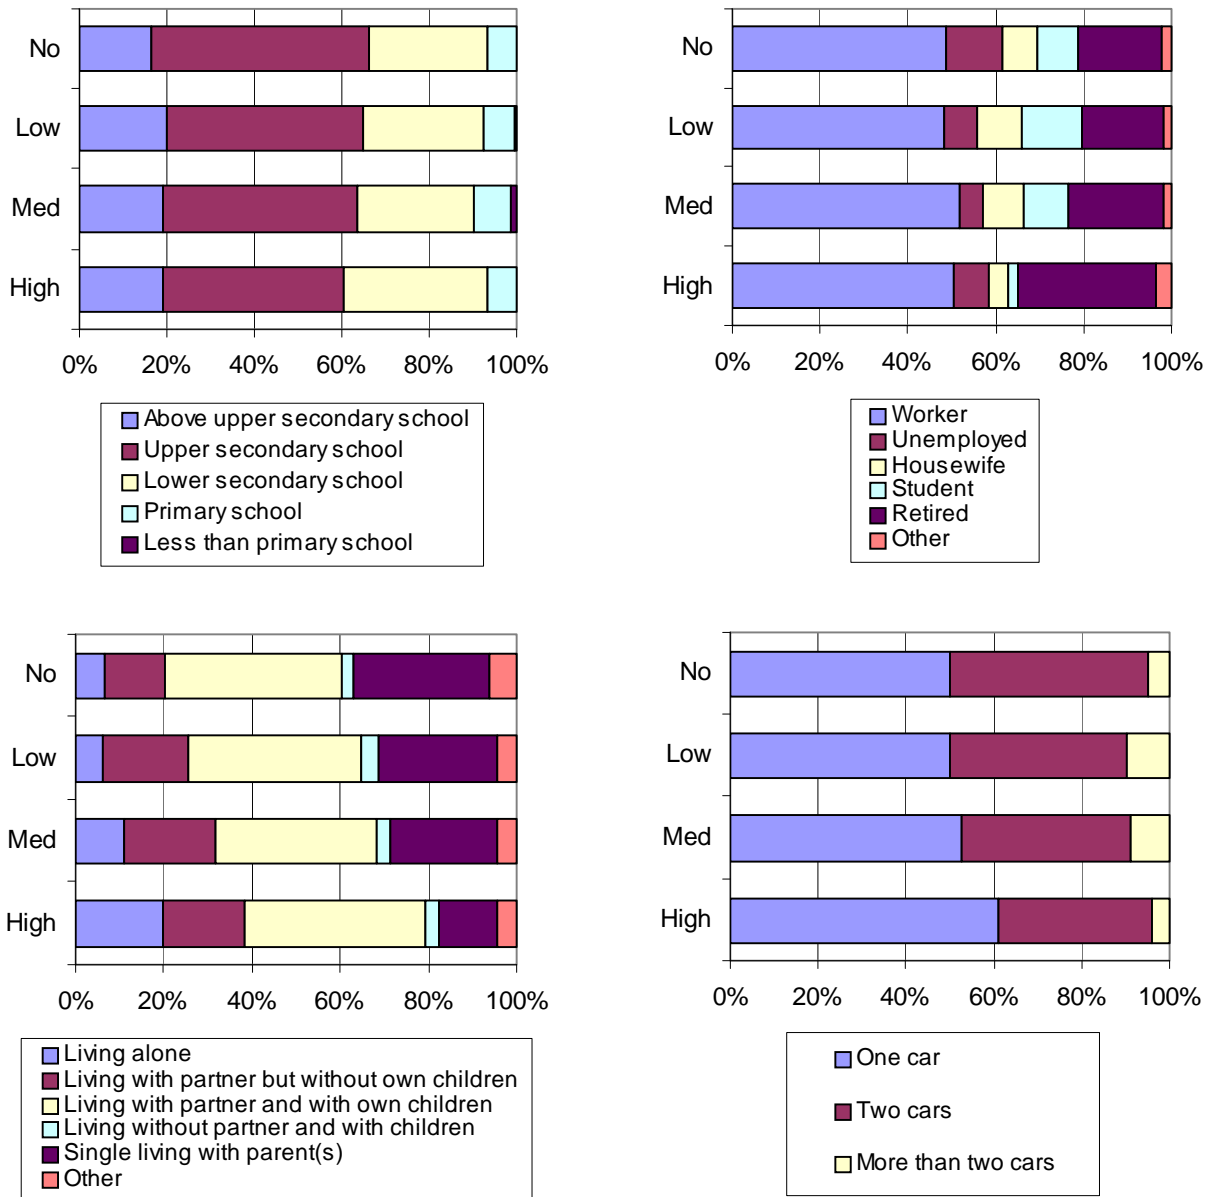 No
Low
Med
High
0% 20% 40% 60% 80% 100%
Above upper secondary school
Upper secondary school
Lower secondary school
Primary school
Less than primary school
No
Low
Med
High
0% 20% 40% 60% 80% 100%
Worker
Unemployed
Housewife
Student
Retired
Other
No
Low
Med
High
0% 20% 40% 60% 80% 100%
Living alone
Living with partner but without own children
Living with partner and with own children
Living without partner and with children
Single living with parent(s)
Other
No
Low
Med
High
0% 20% 40% 60% 80% 100%
One car
Two cars
More than two cars